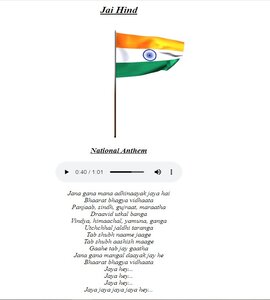 Jai Hind
National Anthem
0:40 / 1:01
Jana gana mana adhinaayak jaya hai
Bhaarat bhagya vidhaata
Panjaab, sindh, gujraat, maraatha
Draavid utkal banga
Vindya, himaachal, yamuna, ganga
Utchchhal jaldhi taranga
Tab shubh naame jaage
Tab shubh aashish maage
Gaahe tab jay gaatha
Jana gana mangal daayak jay he
Bhaarat bhagya vidhaata
Jaya hey...
Jaya hey...
Jaya hey...
Jaya jaya jaya jaya hey...